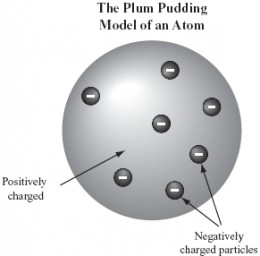 The Plum Pudding
Model of an Atom
Positively
charged
Negatively
charged particles